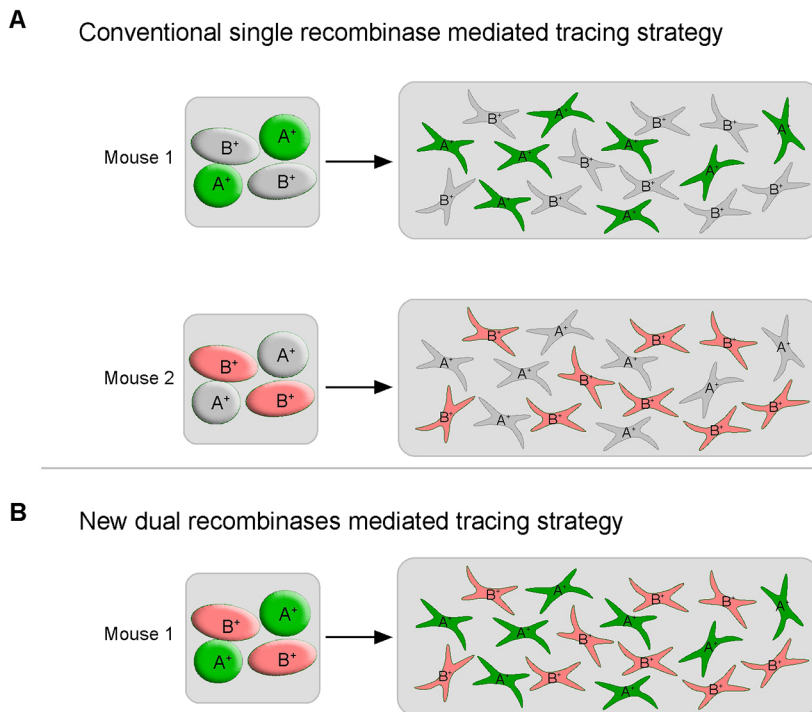 A
Conventional single recombinase mediated tracing strategy
Mouse 1
B⁺ A⁺
A⁺ B⁺
B⁺ A⁺ B⁺ B⁺ A⁺
A⁺ A⁺ B⁺ A⁺ A⁺
B⁺ A⁺ B⁺ A⁺ B⁺ B⁺ B⁺
Mouse 2
B⁺ A⁺
A⁺ B⁺
B⁺ A⁺ B⁺ B⁺ A⁺
A⁺ A⁺ B⁺ A⁺ A⁺
B⁺ A⁺ B⁺ A⁺ B⁺ B⁺ B⁺
B
New dual recombinases mediated tracing strategy
Mouse 1
B⁺ A⁺
A⁺ B⁺
B⁺ A⁺ B⁺ B⁺ A⁺
A⁺ A⁺ B⁺ A⁺ A⁺
B⁺ A⁺ B⁺ A⁺ B⁺ B⁺ B⁺